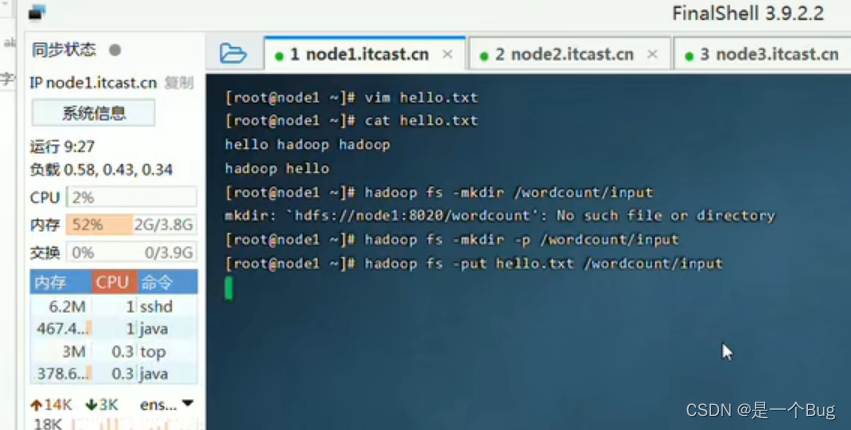 FinalShell 3.9.2.2
同步状态
IP node1.itcast.cn 复制
系统信息
运行 9:27
负载 0.58, 0.43, 0.34
CPU 2%
内存 52% 2G/3.8G
交换 0% 0/3.9G
内存 CPU 命令
6.2M 1 sshd
467.4... 1 java
3M 0.3 top
378.6... 0.3 java
14K 3K ens...
18K
1 node1.itcast.cn
2 node2.itcast.cn
3 node3.itcast.cn
[root@node1 ~]# vim hello.txt
[root@node1 ~]# cat hello.txt
hello hadoop hadoop
hadoop hello
[root@node1 ~]# hadoop fs -mkdir /wordcount/input
mkdir: `hdfs://node1:8020/wordcount': No such file or directory
[root@node1 ~]# hadoop fs -mkdir -p /wordcount/input
[root@node1 ~]# hadoop fs -put hello.txt /wordcount/input
CSDN @是一个Bug